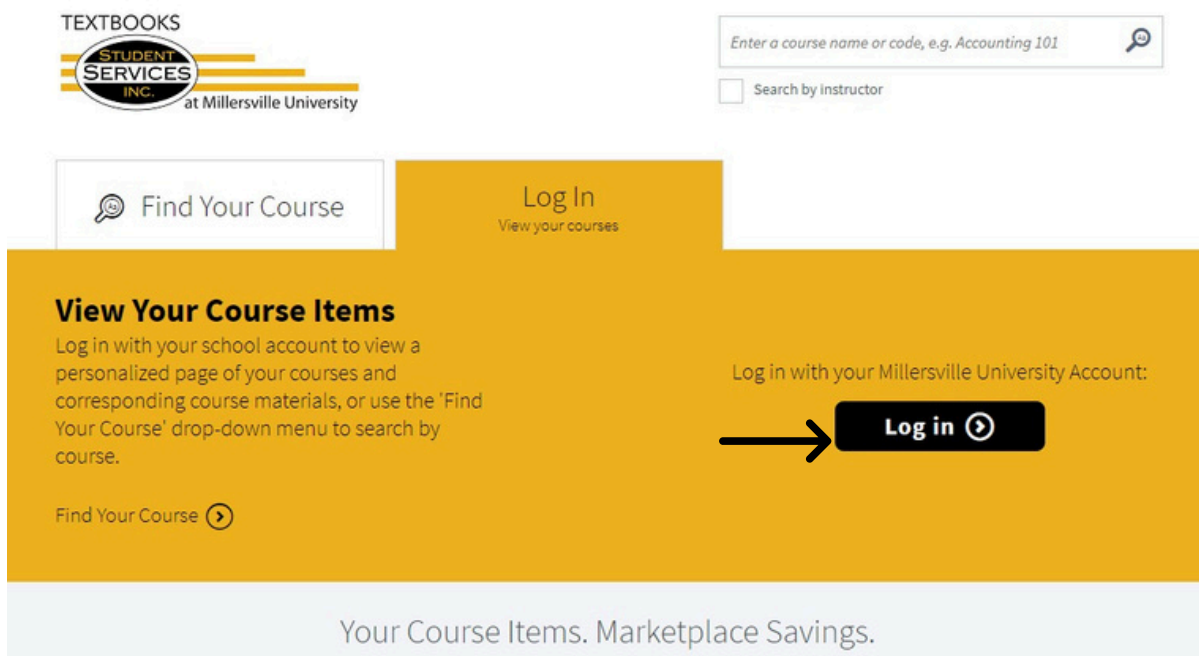 TEXTBOOKS
STUDENT
SERVICES
INC.
at Millersville University
Enter a course name or code, e.g. Accounting 101
Search by instructor
Find Your Course
Log In
View your courses
View Your Course Items
Log in with your school account to view a
personalized page of your courses and
corresponding course materials, or use the 'Find
Your Course' drop-down menu to search by
course.
Find Your Course
Log in with your Millersville University Account:
Log in
Your Course Items. Marketplace Savings.